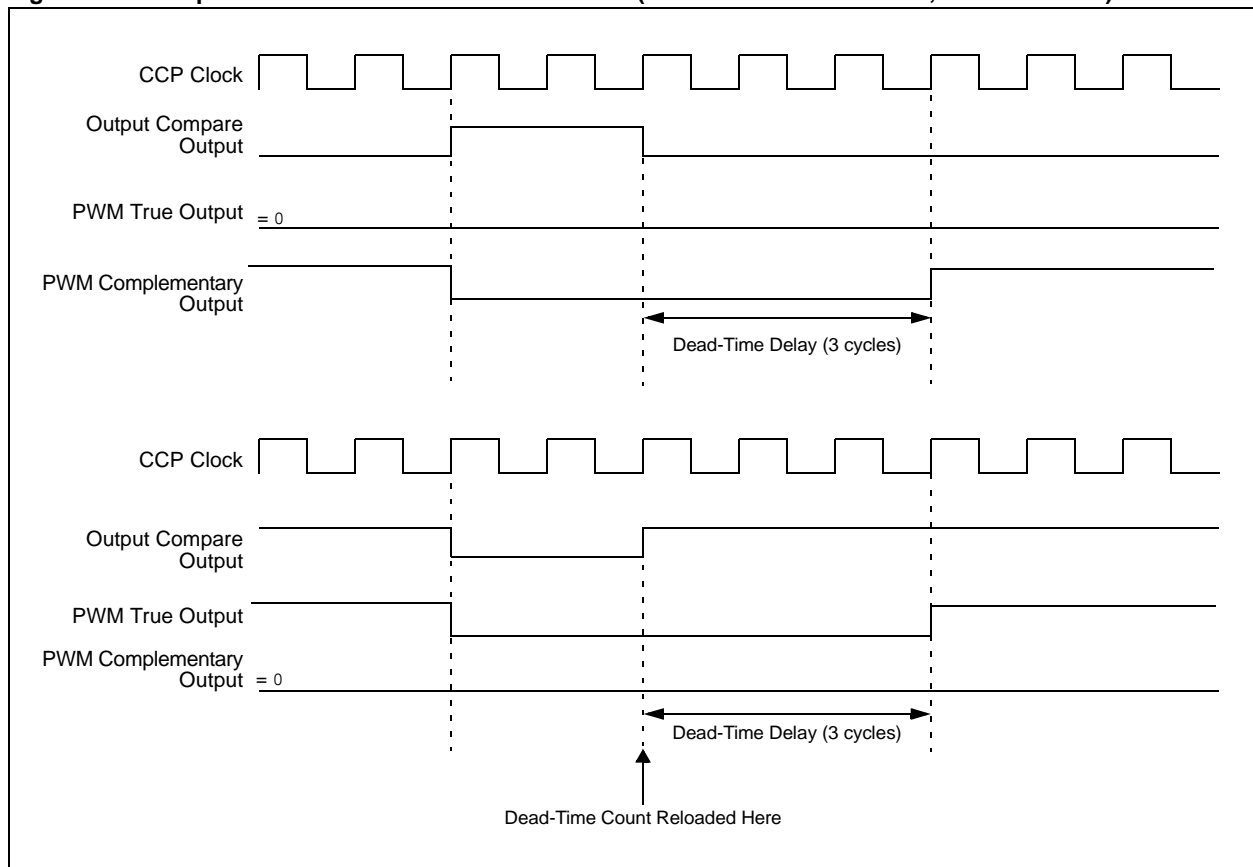 CCP Clock
Output Compare
Output
PWM True Output = 0
PWM Complementary
Output
Dead-Time Delay (3 cycles)
CCP Clock
Output Compare
Output
PWM True Output
PWM Complementary
Output = 0
Dead-Time Delay (3 cycles)
Dead-Time Count Reloaded Here